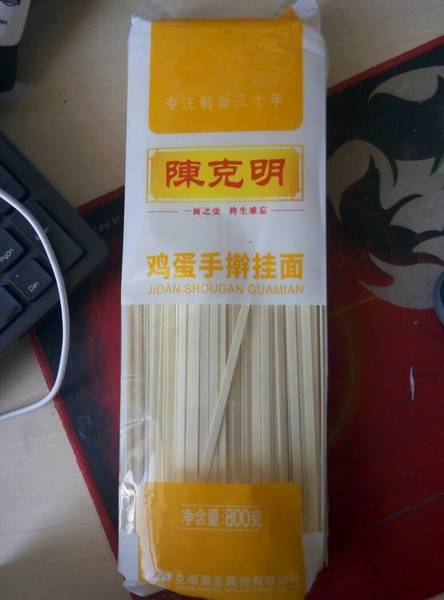 专注制面三十年
陳克明
一面之交 终生难忘
鸡蛋手擀挂面
JIDAN SHOUGAN GUAMIAN
净含量:800克
克明面业股份有限公司
PgDn
Del